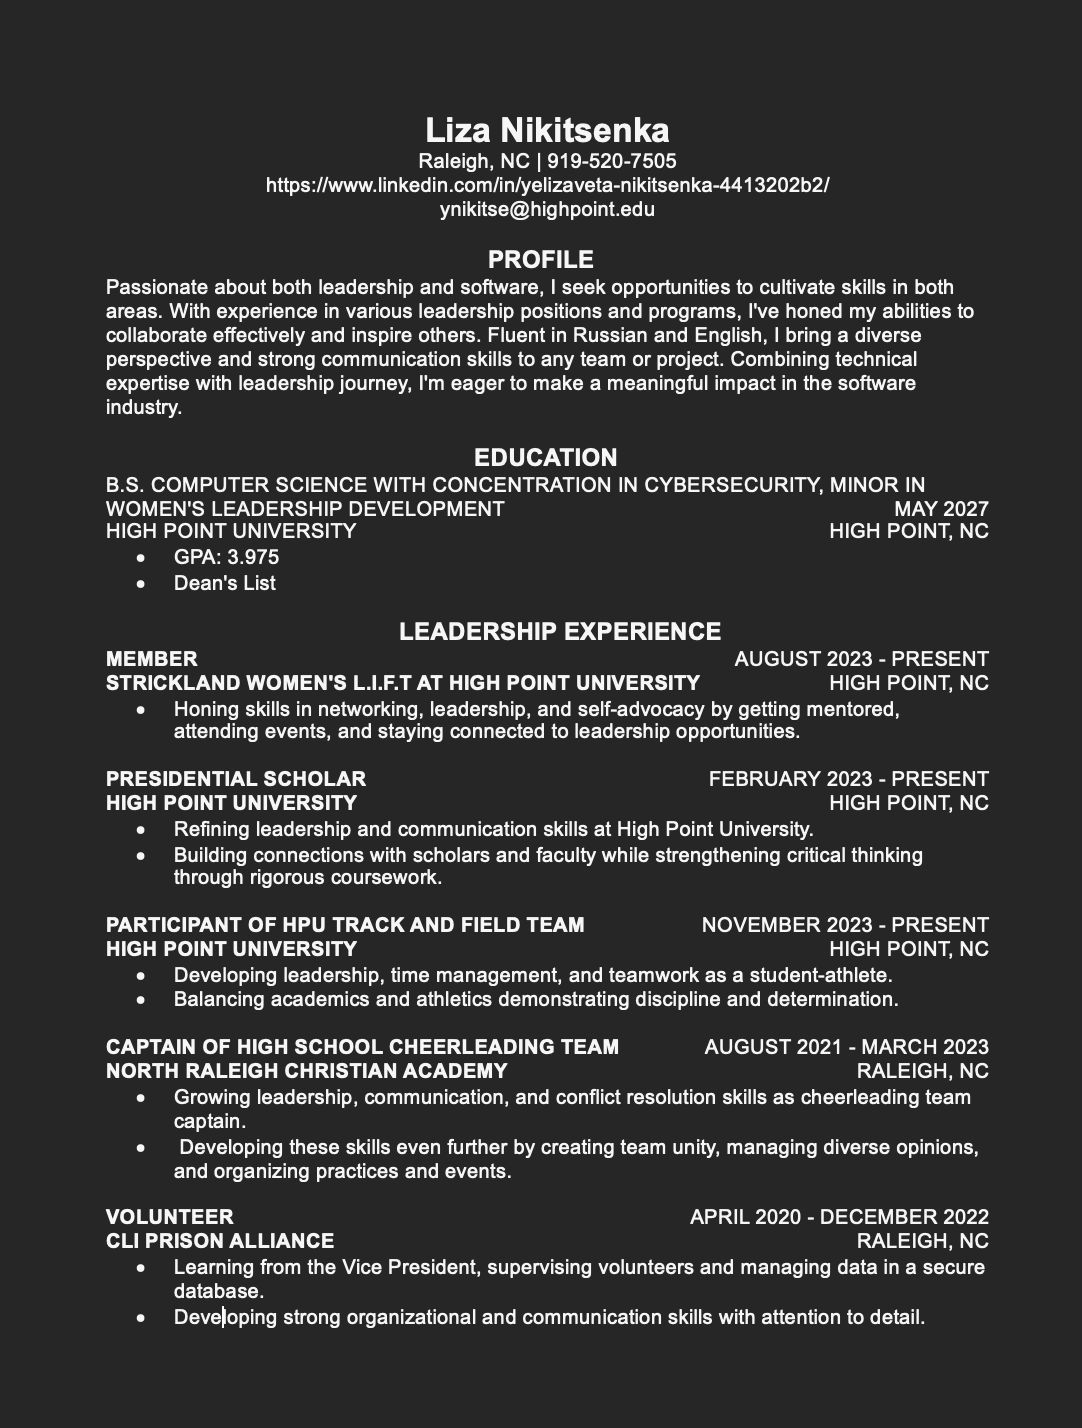 Liza Nikitsenka
Raleigh, NC | 919-520-7505
https://www.linkedin.com/in/yelizaveta-nikitsenka-4413202b2/
ynikitse@highpoint.edu
PROFILE
Passionate about both leadership and software, I seek opportunities to cultivate skills in both
areas. With experience in various leadership positions and programs, I've honed my abilities to
collaborate effectively and inspire others. Fluent in Russian and English, I bring a diverse
perspective and strong communication skills to any team or project. Combining technical
expertise with leadership journey, I'm eager to make a meaningful impact in the software
industry.
EDUCATION
B.S. COMPUTER SCIENCE WITH CONCENTRATION IN CYBERSECURITY, MINOR IN
WOMEN'S LEADERSHIP DEVELOPMENT MAY 2027
HIGH POINT UNIVERSITY HIGH POINT, NC
• GPA: 3.975
• Dean's List
LEADERSHIP EXPERIENCE
MEMBER AUGUST 2023 - PRESENT
STRICKLAND WOMEN'S L.I.F.T AT HIGH POINT UNIVERSITY HIGH POINT, NC
• Honing skills in networking, leadership, and self-advocacy by getting mentored,
attending events, and staying connected to leadership opportunities.
PRESIDENTIAL SCHOLAR FEBRUARY 2023 - PRESENT
HIGH POINT UNIVERSITY HIGH POINT, NC
• Refining leadership and communication skills at High Point University.
• Building connections with scholars and faculty while strengthening critical thinking
through rigorous coursework.
PARTICIPANT OF HPU TRACK AND FIELD TEAM NOVEMBER 2023 - PRESENT
HIGH POINT UNIVERSITY HIGH POINT, NC
• Developing leadership, time management, and teamwork as a student-athlete.
• Balancing academics and athletics demonstrating discipline and determination.
CAPTAIN OF HIGH SCHOOL CHEERLEADING TEAM AUGUST 2021 - MARCH 2023
NORTH RALEIGH CHRISTIAN ACADEMY RALEIGH, NC
• Growing leadership, communication, and conflict resolution skills as cheerleading team
captain.
• Developing these skills even further by creating team unity, managing diverse opinions,
and organizing practices and events.
VOLUNTEER APRIL 2020 - DECEMBER 2022
CLI PRISON ALLIANCE RALEIGH, NC
• Learning from the Vice President, supervising volunteers and managing data in a secure
database.
• Developing strong organizational and communication skills with attention to detail.